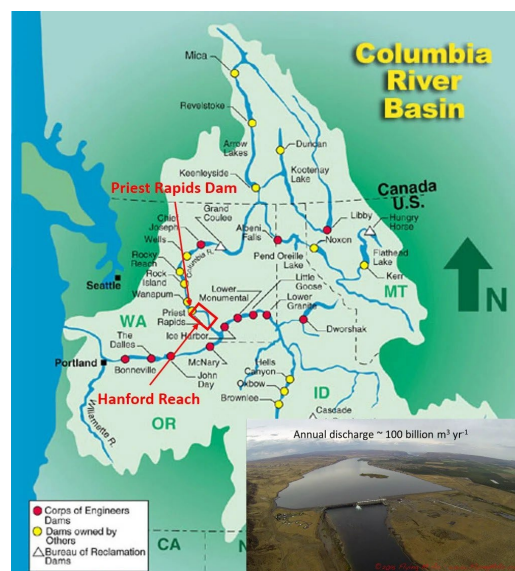 Columbia
River
Basin
Mica
Revelstoke
Arrow
Lakes
Duncan
Keenleyside
Kootenay
Lake
Priest Rapids Dam
Canada
U.S.
Grand
Coulee
Chief
Joseph
Albeni
Falls
Libby
Hungry
Horse
Wells
Noxon
Rocky
Reach
Columbia R.
Pend Oreille
Lake
Flathead
Lake
Rock
Island
Kerr
Seattle
Wanapum
Lower
Monumental
Little
Goose
MT
N
WA
Priest
Rapids
Lower
Granite
Ice Harbor
Dworshak
The
Dalles
Portland
McNary
Hells
Canyon
Bonneville
John
Day
Oxbow
ID
Hanford Reach
Brownlee
Willamette R.
Cascade
OR
Annual discharge ~ 100 billion m³ yr⁻¹
Corps of Engineers
Dams
Dams owned by
Others
Bureau of Reclamation
Dams
CA
N